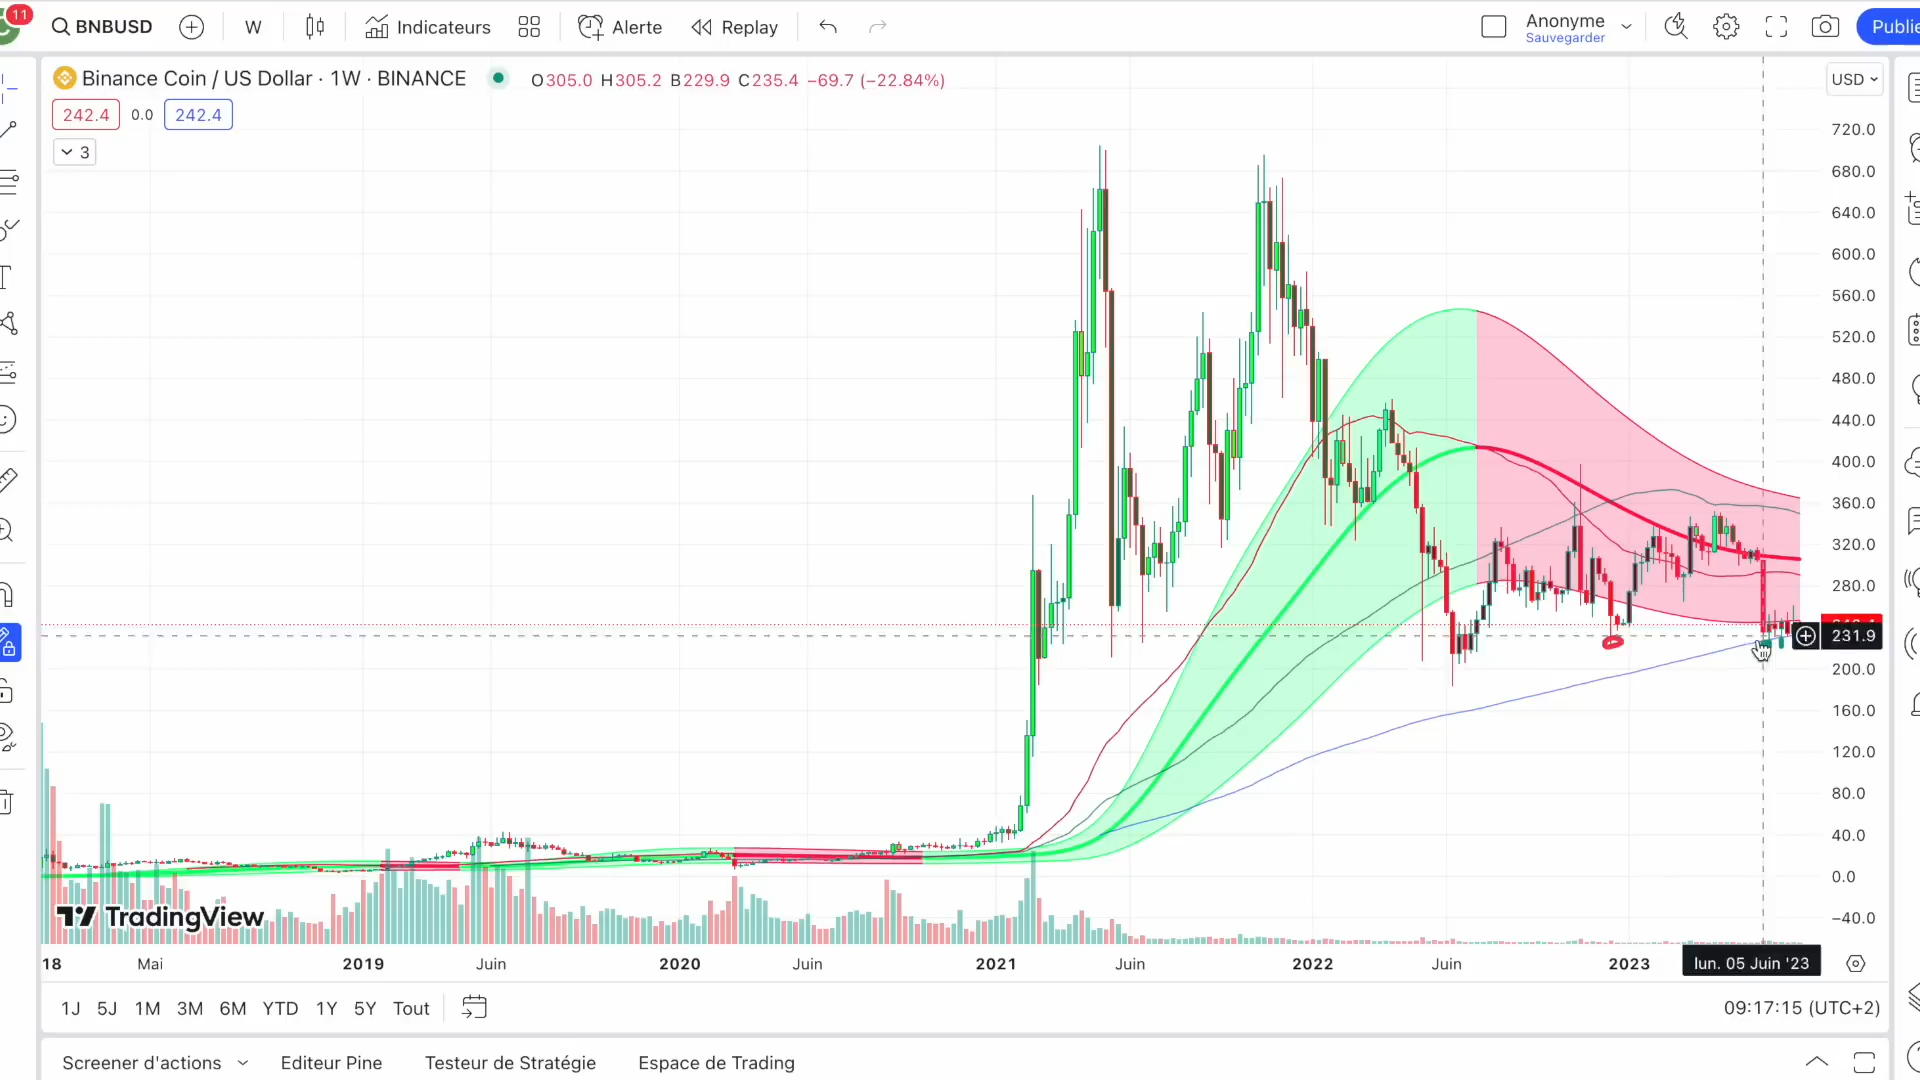 11
BNBUSD
W
Indicateurs
Alerte
Replay
Anonyme
Sauvegarder
Publie
Binance Coin / US Dollar · 1W · BINANCE
O305.0 H305.2 B229.9 C235.4 −69.7 (−22.84%)
USD
242.4 0.0 242.4
3
720.0
680.0
640.0
600.0
560.0
520.0
480.0
440.0
400.0
360.0
320.0
280.0
231.9
200.0
160.0
120.0
80.0
40.0
0.0
−40.0
TradingView
18 Mai 2019 Juin 2020 Juin 2021 Juin 2022 Juin 2023 lun. 05 Juin '23
1J 5J 1M 3M 6M YTD 1Y 5Y Tout
09:17:15 (UTC+2)
Screener d'actions Editeur Pine Testeur de Stratégie Espace de Trading